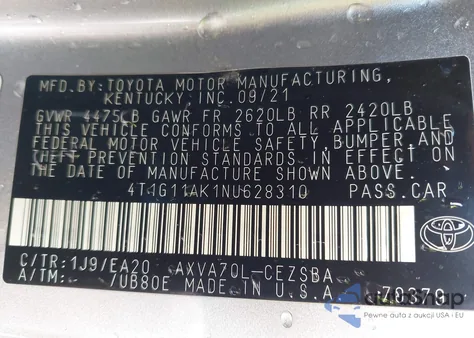 MFD. BY: TOYOTA MOTOR MANUFACTURING,
KENTUCKY, INC. 09/21
GVWR 4475LB GAWR FR 2620LB RR 2420LB
THIS VEHICLE CONFORMS TO ALL APPLICABLE
FEDERAL MOTOR VEHICLE SAFETY, BUMPER, AND
THEFT PREVENTION STANDARDS IN EFFECT ON
THE DATE OF MANUFACTURE SHOWN ABOVE.
4T1G11AK1NU628310 PASS.CAR
C/TR: 1J9/EA20 AXVA70L-CEZSBA
A/TM: /UB80E MADE IN U.S.A.
TOYOTA
autosnap
Pewne auta z aukcji USA i EU